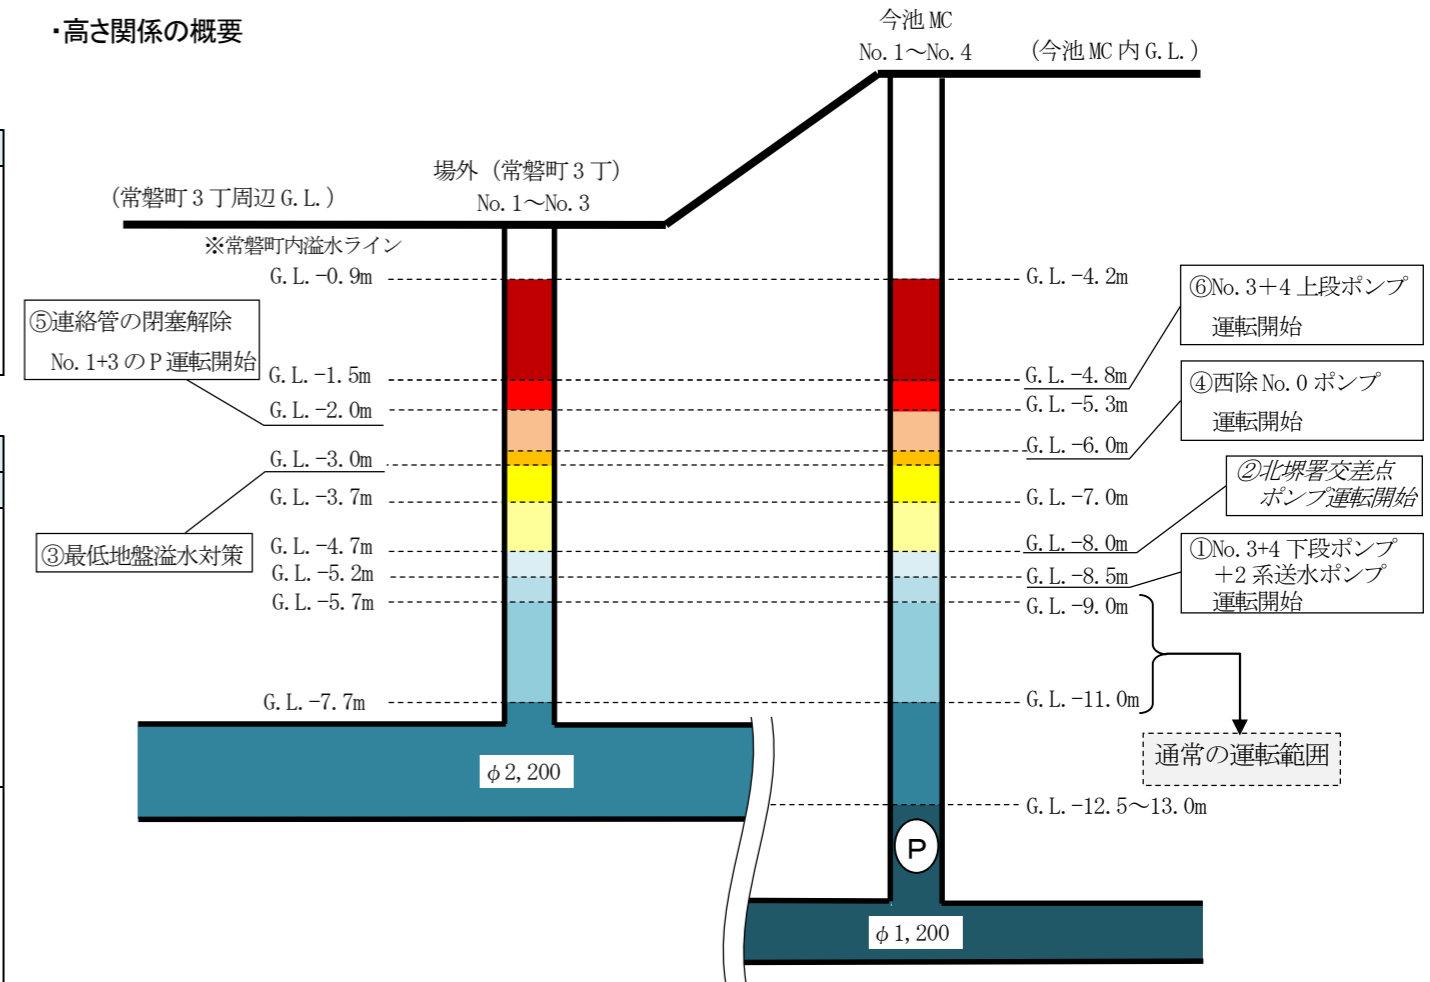 ・高さ関係の概要
今池 MC
No.1～No.4
(今池 MC 内 G.L.)
場外（常磐町３丁）
No.1～No.3
(常磐町３丁周辺 G.L.)
※常磐町内溢水ライン
G.L.-0.9m
G.L.-4.2m
⑥No.3＋4 上段ポンプ
運転開始
⑤連絡管の閉塞解除
No.1+3 の P 運転開始
G.L.-1.5m
G.L.-4.8m
G.L.-2.0m
G.L.-5.3m
④西除 No.0 ポンプ
運転開始
G.L.-6.0m
G.L.-3.0m
②北堺署交差点
ポンプ運転開始
G.L.-3.7m
G.L.-7.0m
③最低地盤溢水対策
G.L.-4.7m
G.L.-8.0m
①No.3+4 下段ポンプ
＋2 系送水ポンプ
運転開始
G.L.-5.2m
G.L.-8.5m
G.L.-5.7m
G.L.-9.0m
G.L.-7.7m
G.L.-11.0m
通常の運転範囲
φ2,200
G.L.-12.5～13.0m
P
φ1,200